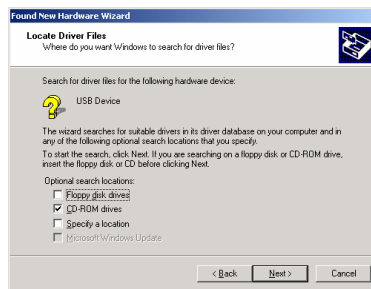 Found New Hardware Wizard
Locate Driver Files
Where do you want Windows to search for driver files?
Search for driver files for the following hardware device:
USB Device
The wizard searches for suitable drivers in its driver database on your computer and in
any of the following optional search locations that you specify.
To start the search, click Next. If you are searching on a floppy disk or CD-ROM drive,
insert the floppy disk or CD before clicking Next.
Optional search locations:
Floppy disk drives
CD-ROM drives
Specify a location
Microsoft Windows Update
< Back Next > Cancel